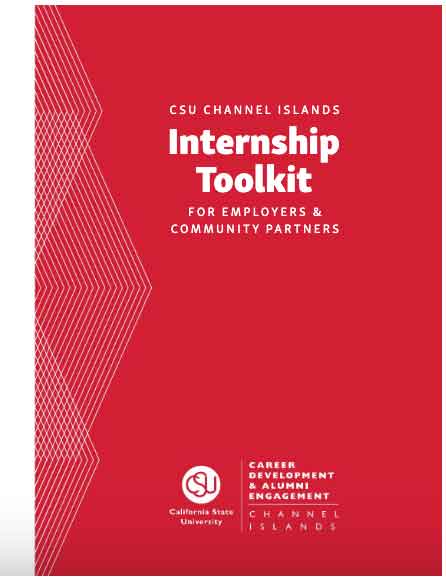 CSU CHANNEL ISLANDS
Internship
Toolkit
FOR EMPLOYERS &
COMMUNITY PARTNERS
CSU
California State
University
CAREER
DEVELOPMENT
& ALUMNI
ENGAGEMENT
CHANNEL
ISLANDS